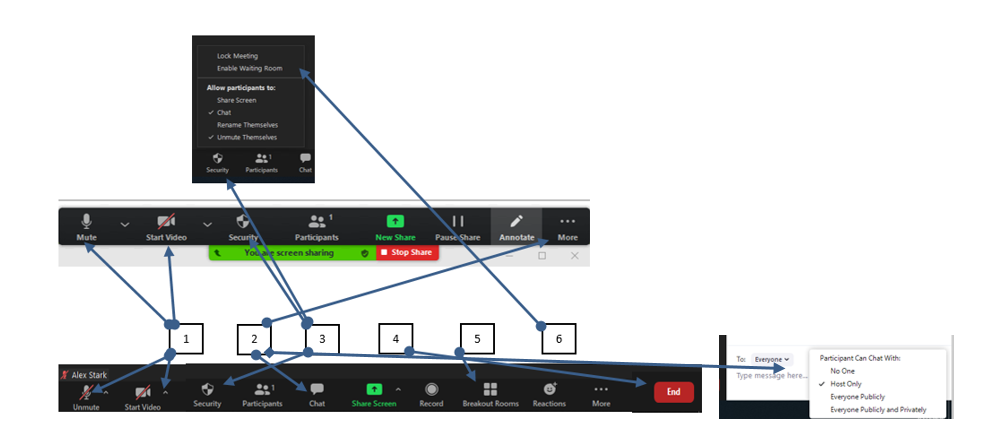 Lock Meeting
Enable Waiting Room
Allow participants to:
Share Screen
✓ Chat
Rename Themselves
✓ Unmute Themselves
1
Security Participants Chat
1
Mute Start Video Security Participants New Share Pause Share Annotate More
You are screen sharing Stop Share
1 2 3 4 5 6
To: Everyone
Type message here...
Participant Can Chat With:
No One
✓ Host Only
Everyone Publicly
Everyone Publicly and Privately
Alex Stark
1
Unmute Start Video Security Participants Chat Share Screen Record Breakout Rooms Reactions More End